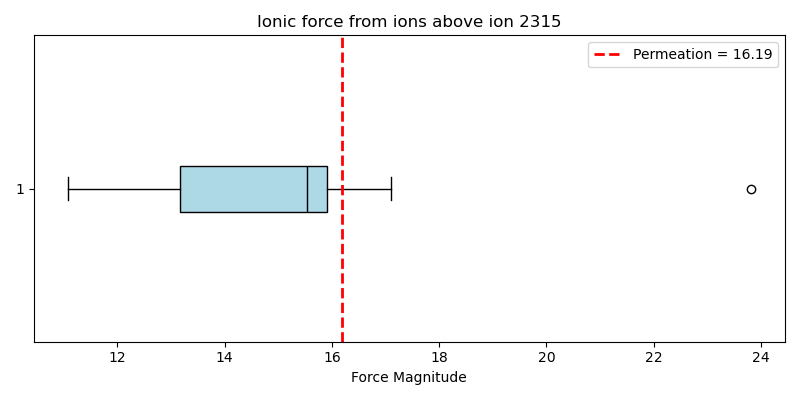 Ionic force from ions above ion 2315
Permeation = 16.19
1
12 14 16 18 20 22 24
Force Magnitude